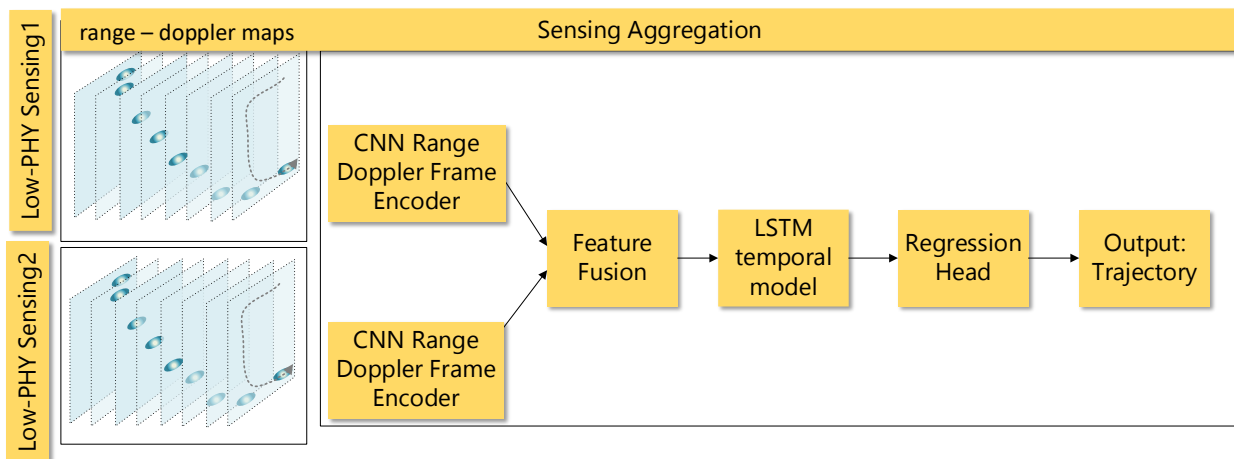 range – doppler maps
Sensing Aggregation
Low-PHY Sensing1
Low-PHY Sensing2
CNN Range
Doppler Frame
Encoder
CNN Range
Doppler Frame
Encoder
Feature
Fusion
LSTM
temporal
model
Regression
Head
Output:
Trajectory